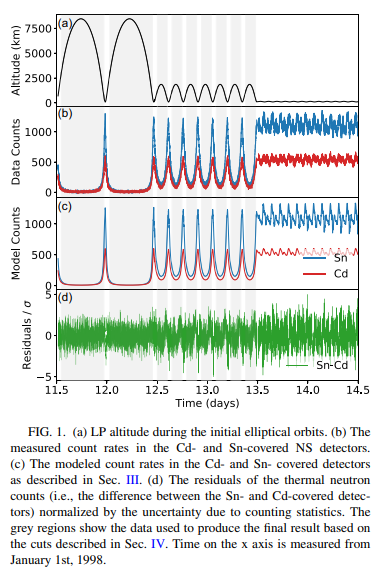 (a)
7500
5000
2500
0
Altitude (km)
(b)
1000
500
0
Data Counts
(c)
1000
500
0
Model Counts
Sn
Cd
(d)
5
0
−5
Residuals / σ
Sn-Cd
11.5 12.0 12.5 13.0 13.5 14.0 14.5
Time (days)
FIG. 1. (a) LP altitude during the initial elliptical orbits. (b) The
measured count rates in the Cd- and Sn-covered NS detectors.
(c) The modeled count rates in the Cd- and Sn- covered detectors
as described in Sec. III. (d) The residuals of the thermal neutron
counts (i.e., the difference between the Sn- and Cd-covered detec-
tors) normalized by the uncertainty due to counting statistics. The
grey regions show the data used to produce the final result based on
the cuts described in Sec. IV. Time on the x axis is measured from
January 1st, 1998.